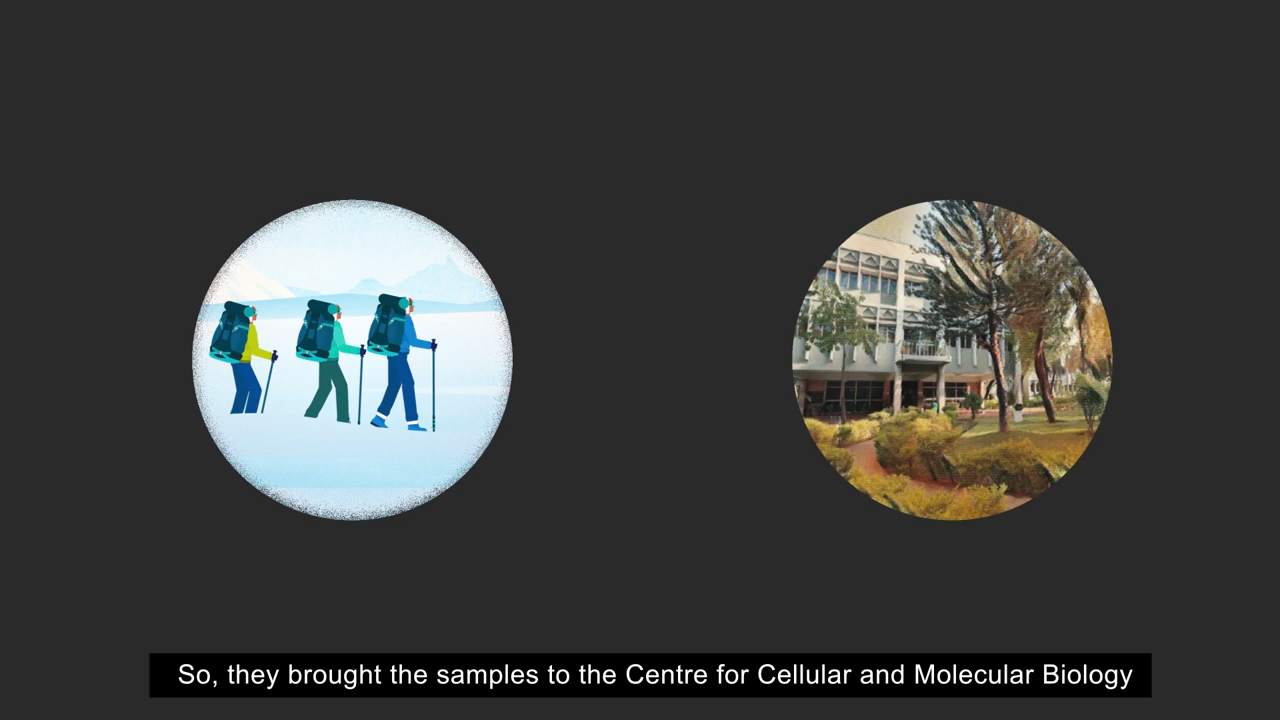 So, they brought the samples to the Centre for Cellular and Molecular Biology